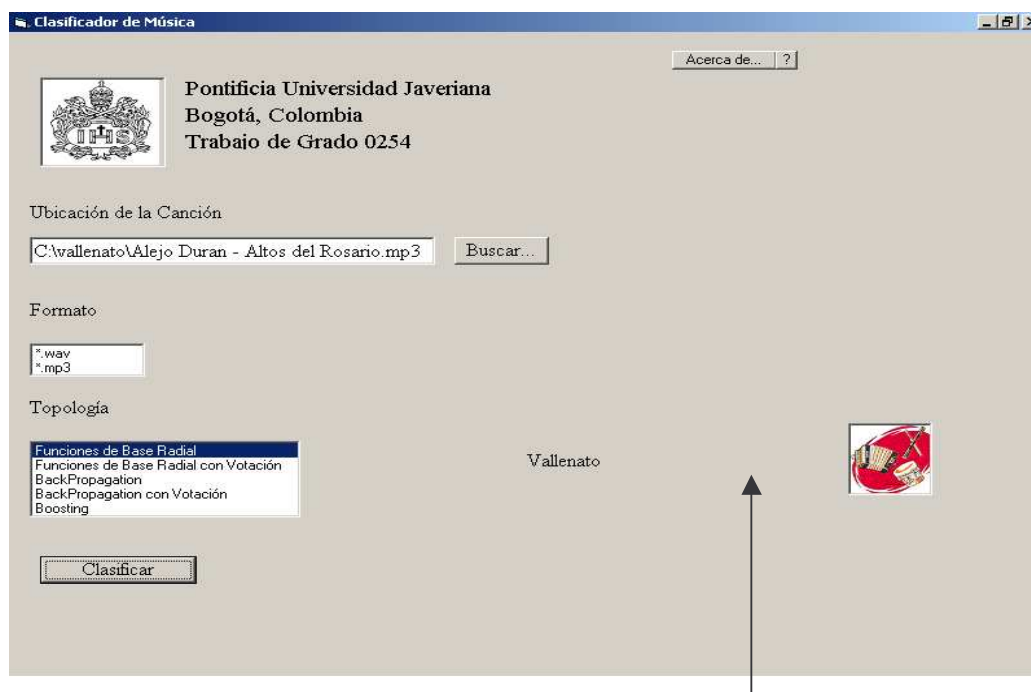 Clasificador de Música
Acerca de... ?
Pontificia Universidad Javeriana
Bogotá, Colombia
Trabajo de Grado 0254
IHS
Ubicación de la Canción
C:\vallenato\Alejo Duran - Altos del Rosario.mp3 Buscar...
Formato
*.wav
*.mp3
Topología
Funciones de Base Radial
Funciones de Base Radial con Votación
BackPropagation
BackPropagation con Votación
Boosting
Vallenato
Clasificar